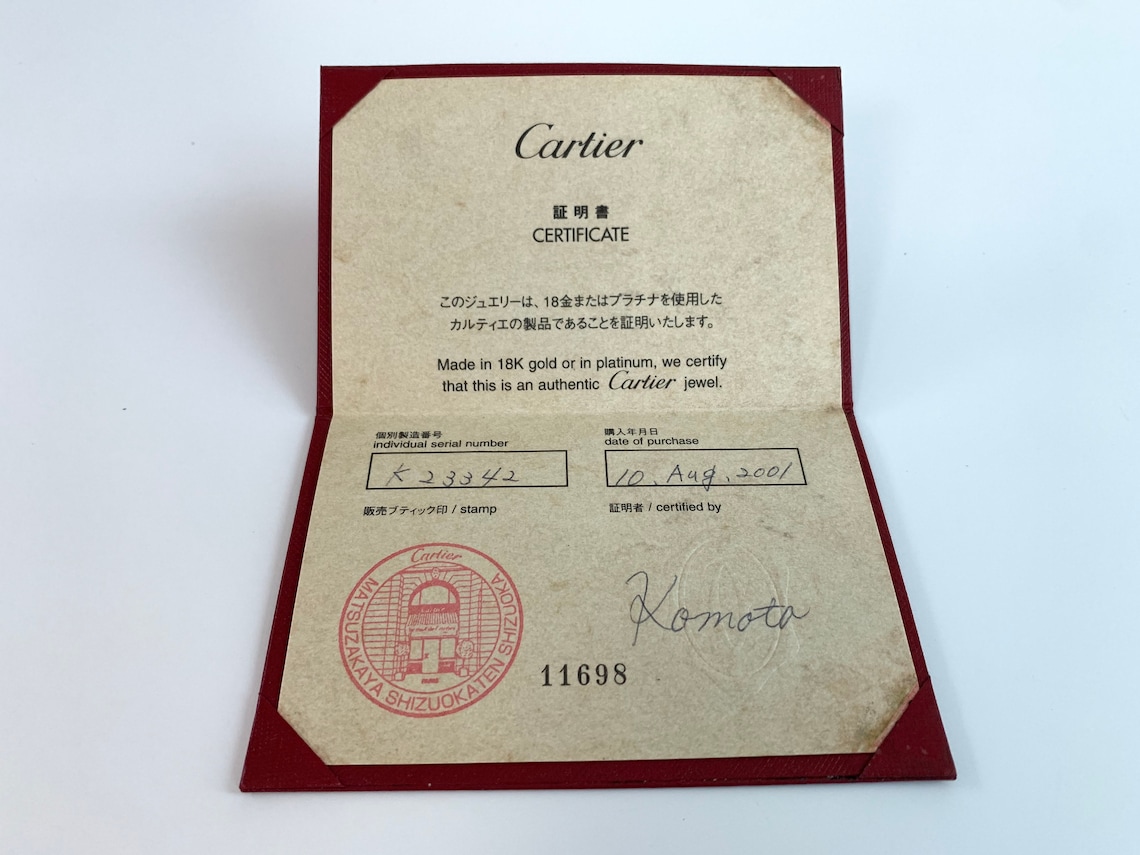 Cartier
証明書
CERTIFICATE
このジュエリーは、18金またはプラチナを使用した
カルティエの製品であることを証明いたします。
Made in 18K gold or in platinum, we certify
that this is an authentic Cartier jewel.
個別製造番号
individual serial number
K 23342
購入年月日
date of purchase
10. Aug. 2001
販売ブティック印 / stamp
証明者 / certified by
Cartier
MATSUZAKAYA SHIZUOKATEN SHIZUOKA
Komoto
11698